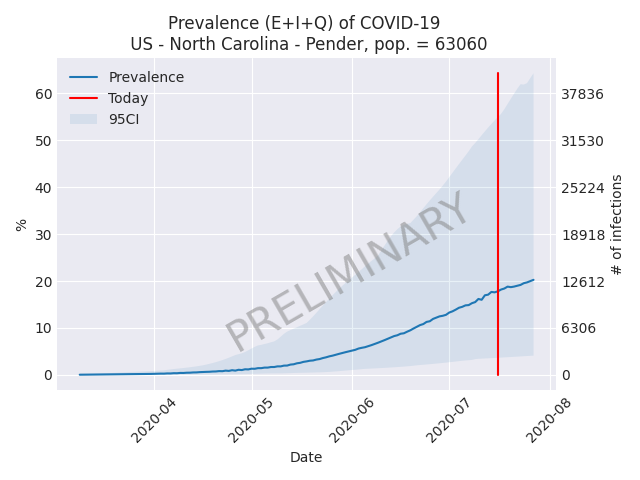 Prevalence (E+I+Q) of COVID-19
US - North Carolina - Pender, pop. = 63060
Prevalence
Today
95CI
60
50
40
30
20
10
0
%
37836
31530
25224
18918
12612
6306
0
# of infections
PRELIMINARY
2020-04
2020-05
2020-06
2020-07
2020-08
Date